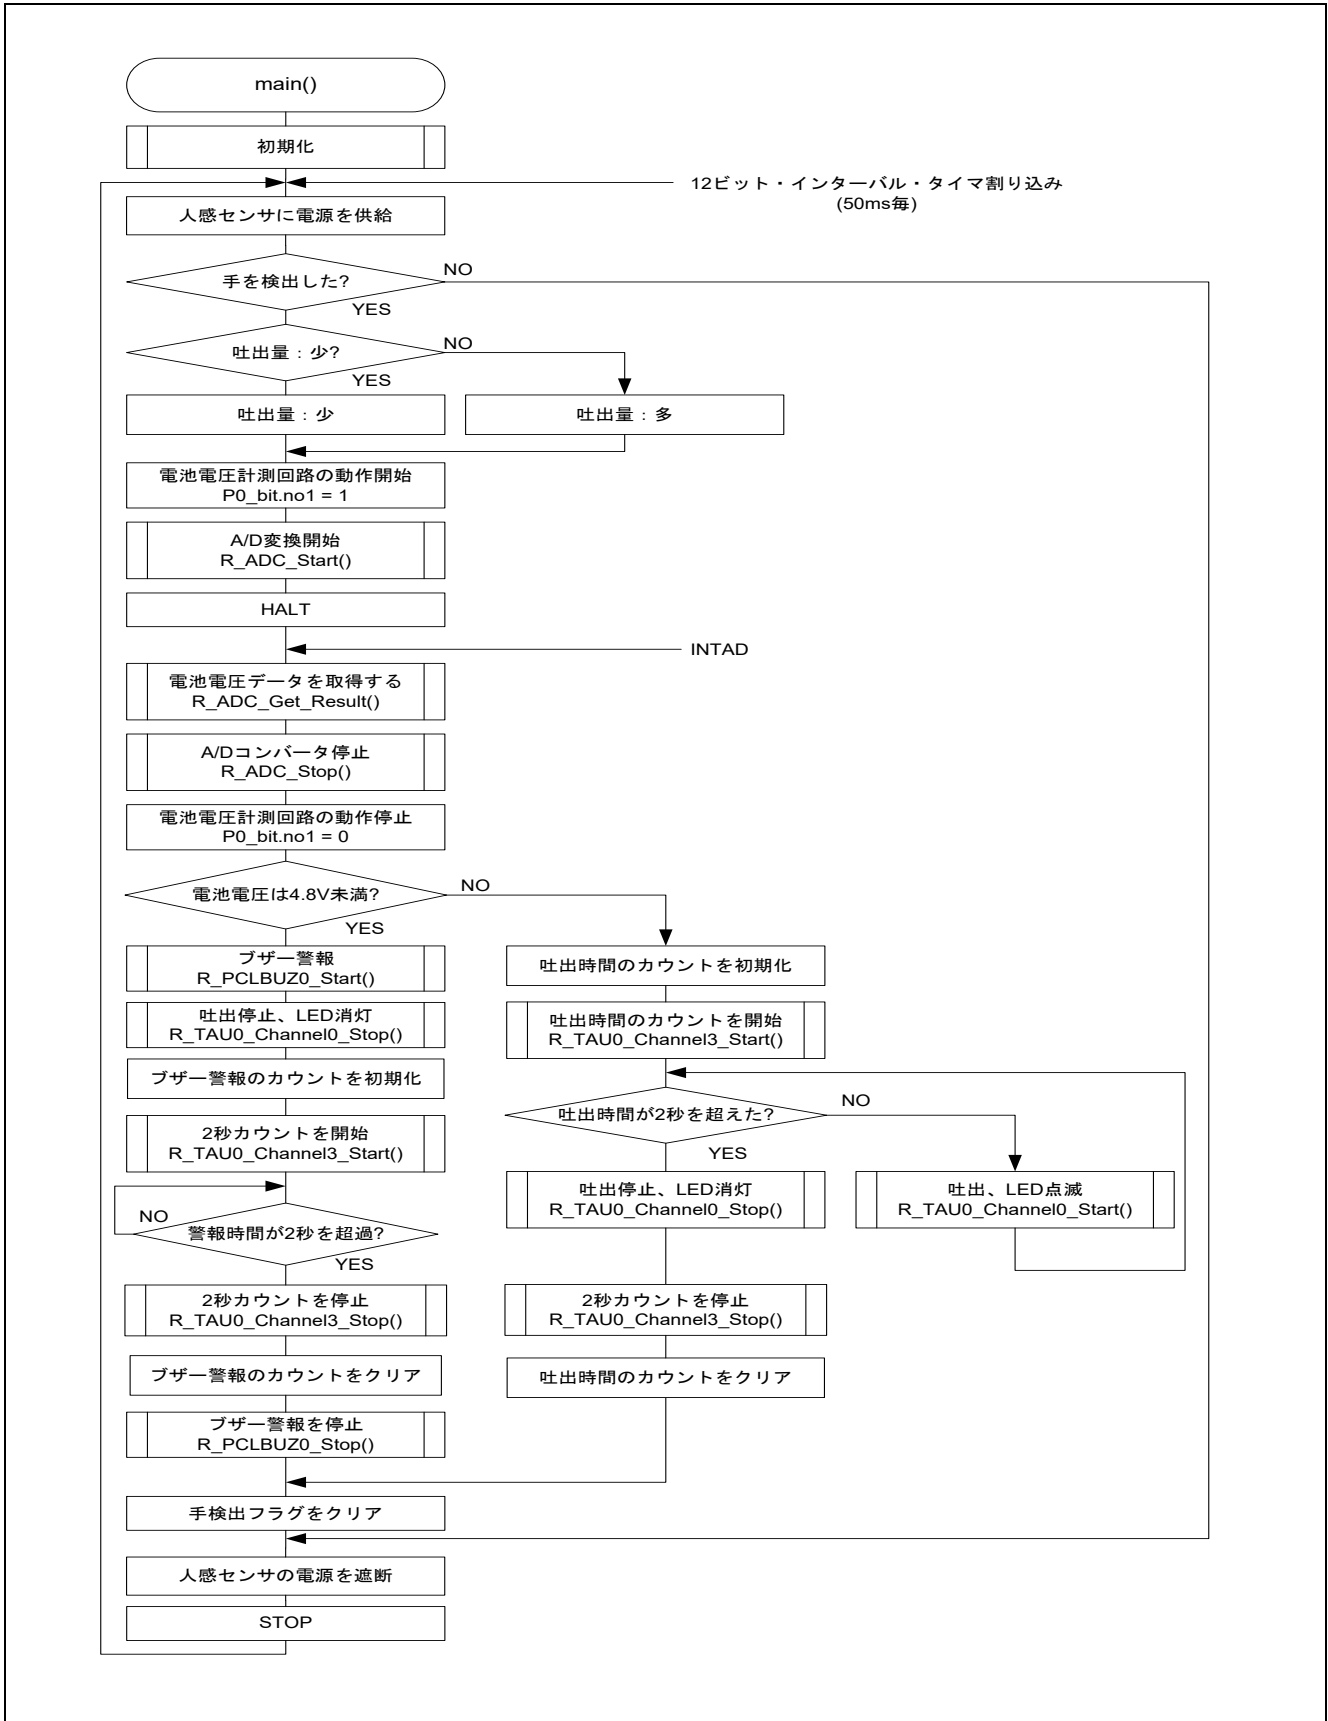 main()
初期化
12ビット・インターバル・タイマ割り込み
(50ms毎)
人感センサに電源を供給
手を検出した?
NO
YES
吐出量：少?
NO
YES
吐出量：少
吐出量：多
電池電圧計測回路の動作開始
P0_bit.no1 = 1
A/D変換開始
R_ADC_Start()
HALT
INTAD
電池電圧データを取得する
R_ADC_Get_Result()
A/Dコンバータ停止
R_ADC_Stop()
電池電圧計測回路の動作停止
P0_bit.no1 = 0
電池電圧は4.8V未満?
NO
YES
ブザー警報
R_PCLBUZ0_Start()
吐出停止、LED消灯
R_TAU0_Channel0_Stop()
ブザー警報のカウントを初期化
2秒カウントを開始
R_TAU0_Channel3_Start()
NO
警報時間が2秒を超過?
YES
2秒カウントを停止
R_TAU0_Channel3_Stop()
ブザー警報のカウントをクリア
ブザー警報を停止
R_PCLBUZ0_Stop()
吐出時間のカウントを初期化
吐出時間のカウントを開始
R_TAU0_Channel3_Start()
吐出時間が2秒を超えた?
NO
YES
吐出停止、LED消灯
R_TAU0_Channel0_Stop()
吐出、LED点滅
R_TAU0_Channel0_Start()
2秒カウントを停止
R_TAU0_Channel3_Stop()
吐出時間のカウントをクリア
手検出フラグをクリア
人感センサの電源を遮断
STOP